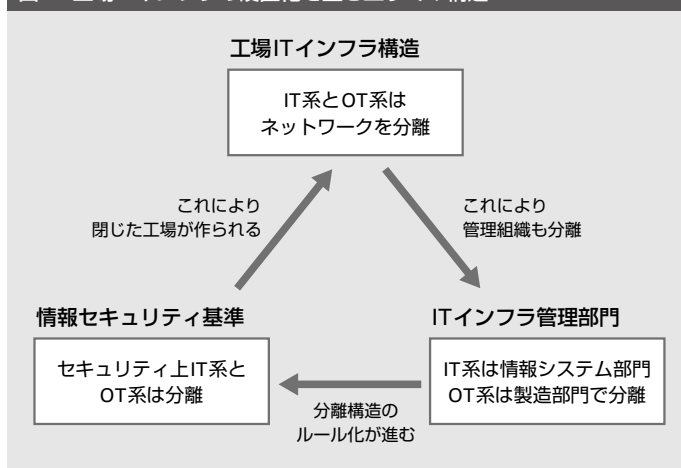 工場ITインフラ構造
IT系とOT系は
ネットワークを分離
これにより
閉じた工場が作られる
これにより
管理組織も分離
情報セキュリティ基準
セキュリティ上IT系と
OT系は分離
ITインフラ管理部門
IT系は情報システム部門
OT系は製造部門で分離
分離構造の
ルール化が進む